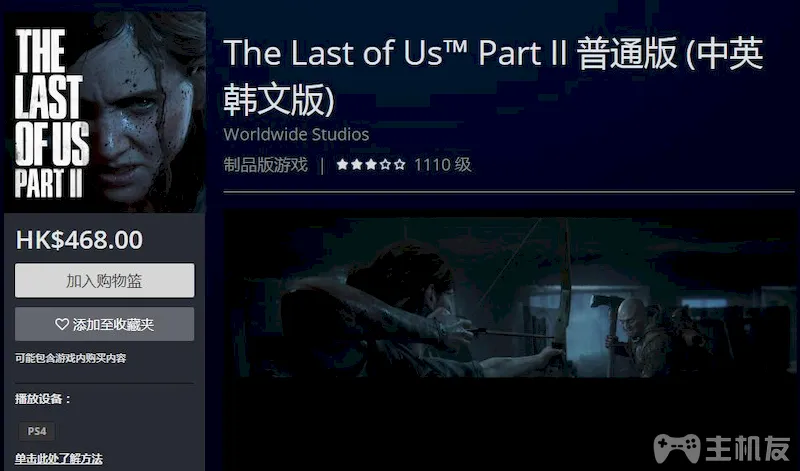 THE
LAST
OF US
PART II
The Last of Us™ Part II 普通版 (中英
韩文版)
Worldwide Studios
制品版游戏 | ★★★☆☆ 1110 级
HK$468.00
加入购物篮
♡ 添加至收藏夹
可能包含游戏内购买内容
播放设备：
PS4
单击此处了解方法
主机友